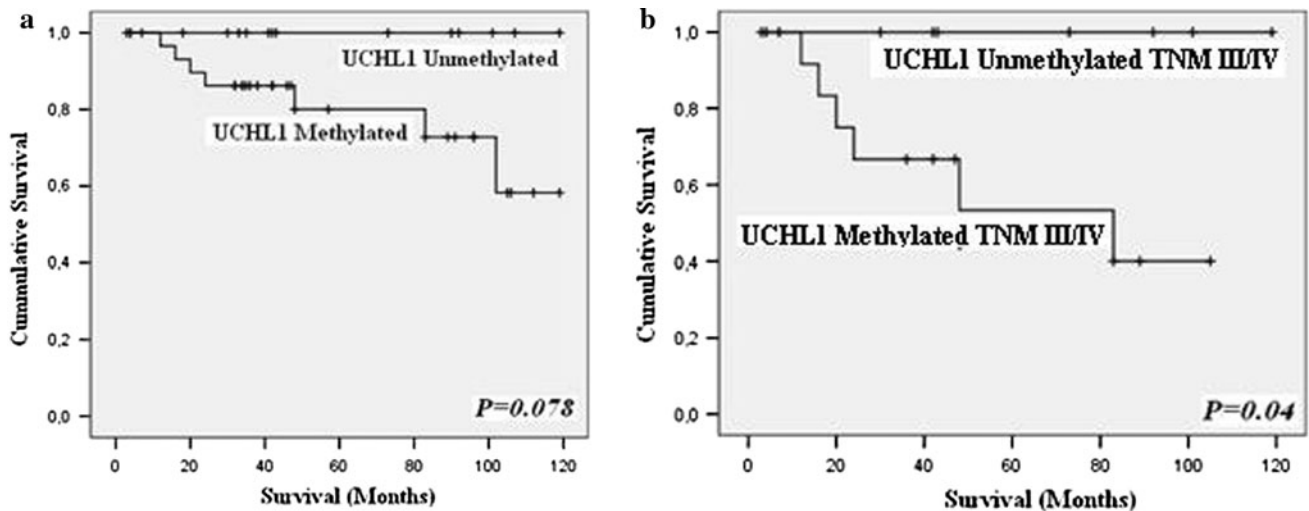 a
Cummulative Survival
1,0
0,8
0,6
0,4
0,2
0,0
UCHL1 Unmethylated
UCHL1 Methylated
P=0.078
0 20 40 60 80 100 120
Survival (Months)
b
Cumulative Survival
1,0
0,8
0,6
0,4
0,2
0,0
UCHL1 Unmethylated TNM III/IV
UCHL1 Methylated TNM III/IV
P=0.04
0 20 40 60 80 100 120
Survival (Months)